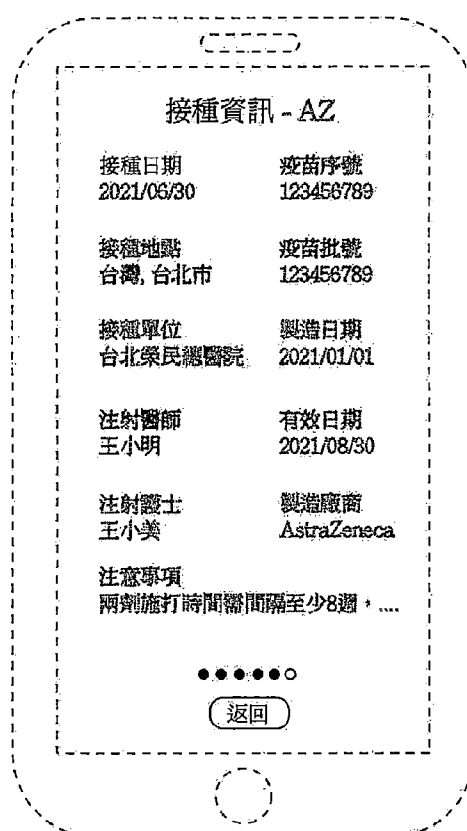 接種資訊 - AZ
接種日期
2021/06/30
疫苗序號
123456789
接種地點
台灣, 台北市
疫苗批號
123456789
接種單位
台北榮民總醫院
製造日期
2021/01/01
注射醫師
王小明
有效日期
2021/08/30
注射護士
王小美
製造廠商
AstraZeneca
注意事項
兩劑施打時間需間隔至少8週，....
返回